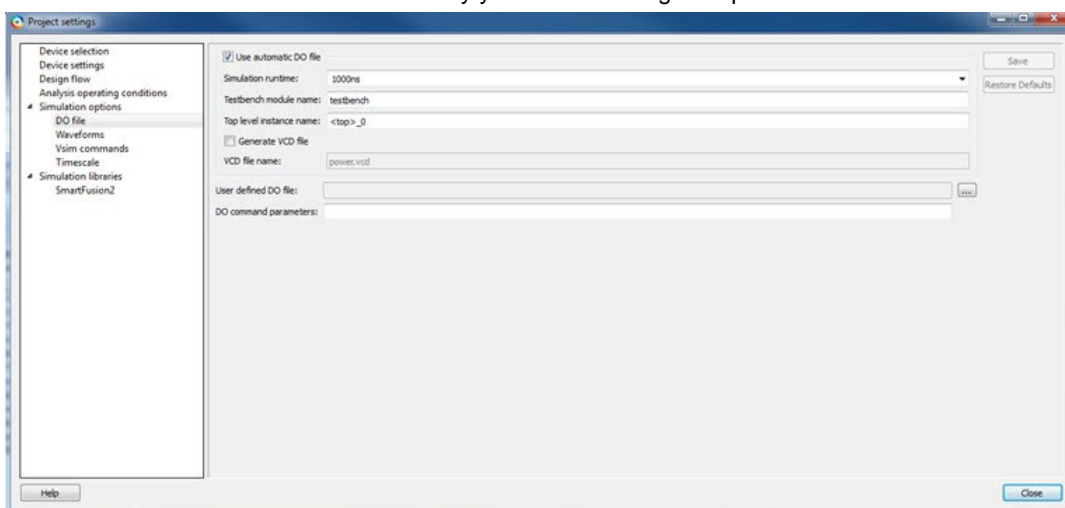 Project settings
Device selection
Device settings
Design flow
Analysis operating conditions
Simulation options
DO file
Waveforms
Vsim commands
Timescale
Simulation libraries
SmartFusion2
Use automatic DO file
Simulation runtime: 1000ns
Testbench module name: testbench
Top level instance name: <top>_0
Generate VCD file
VCD file name: power.vcd
User defined DO file: ...
DO command parameters:
Save
Restore Defaults
Help
Close